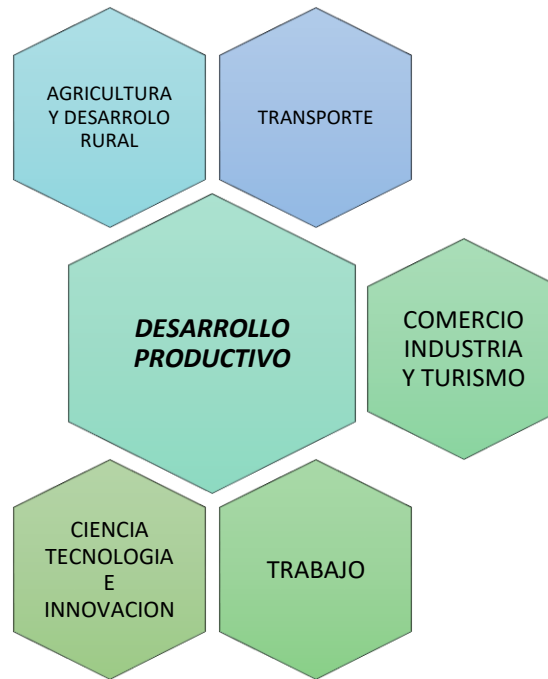 AGRICULTURA
Y DESARROLO
RURAL
TRANSPORTE
DESARROLLO
PRODUCTIVO
COMERCIO
INDUSTRIA
Y TURISMO
CIENCIA
TECNOLOGIA
E
INNOVACION
TRABAJO